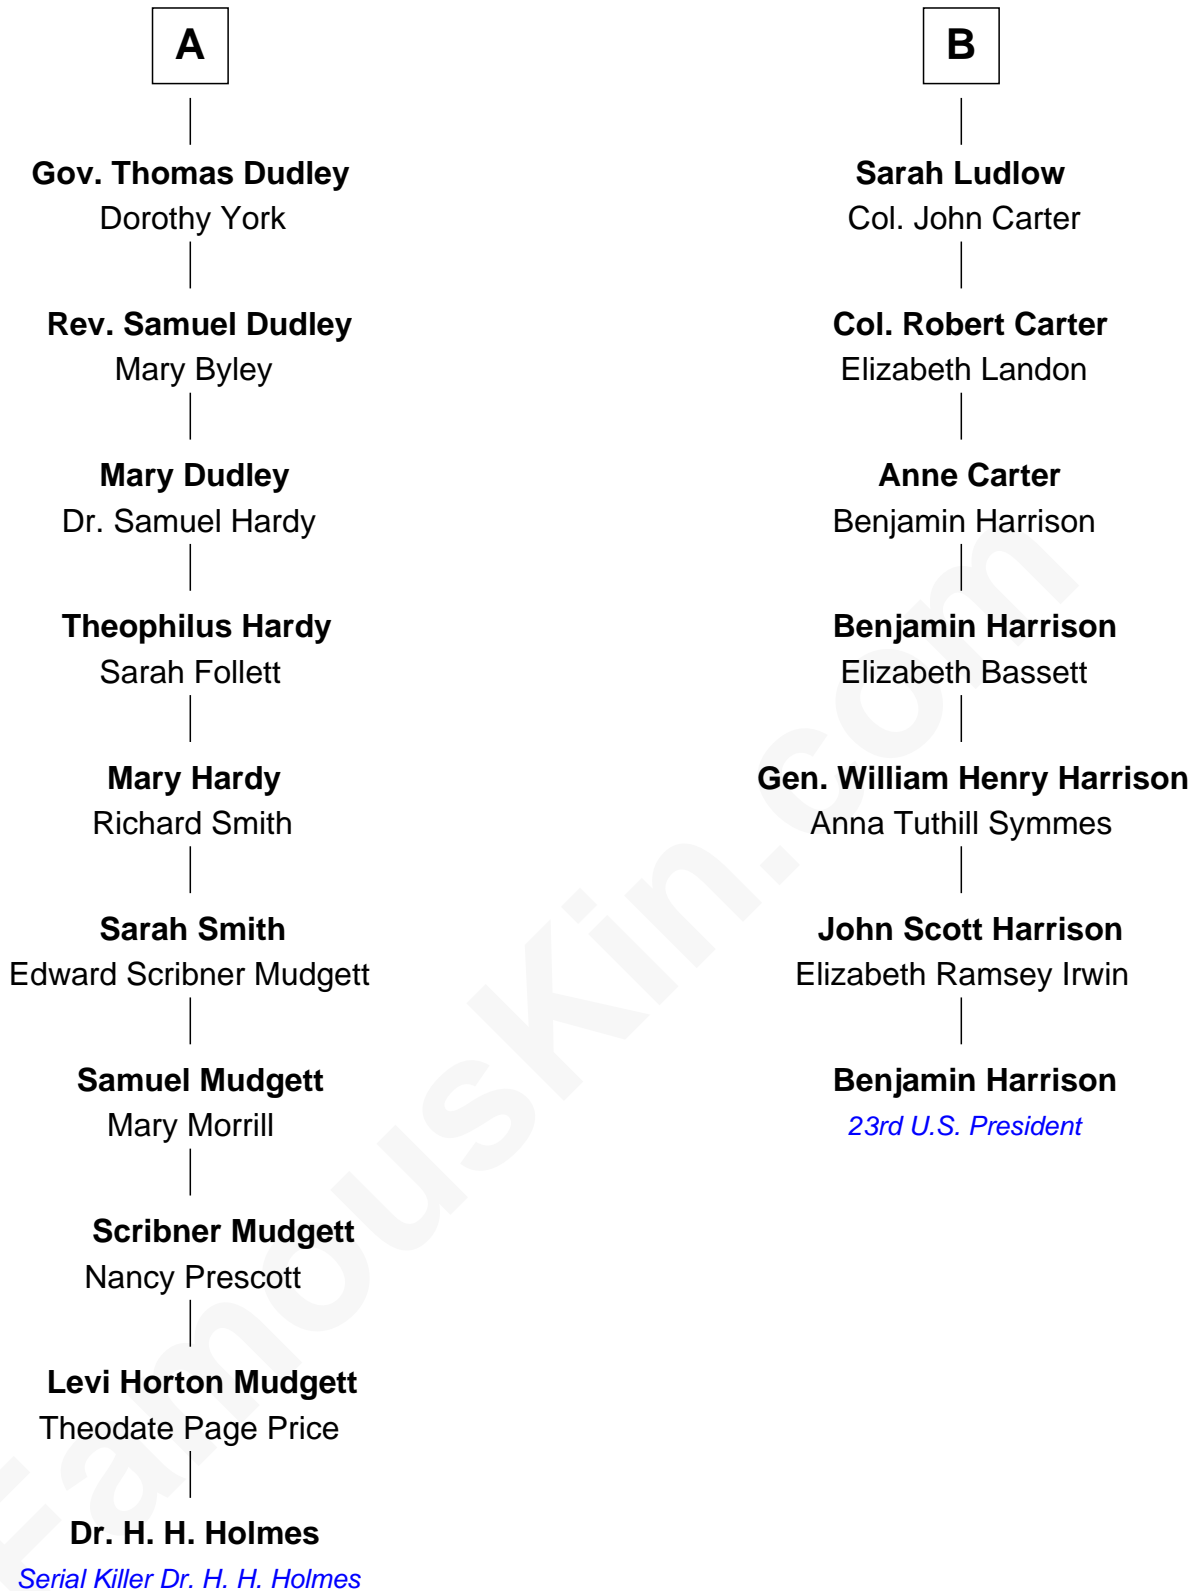 A
Gov. Thomas Dudley
Dorothy York
Rev. Samuel Dudley
Mary Byley
Mary Dudley
Dr. Samuel Hardy
Theophilus Hardy
Sarah Follett
Mary Hardy
Richard Smith
Sarah Smith
Edward Scribner Mudgett
Samuel Mudgett
Mary Morrill
Scribner Mudgett
Nancy Prescott
Levi Horton Mudgett
Theodate Page Price
Dr. H. H. Holmes
Serial Killer Dr. H. H. Holmes
B
Sarah Ludlow
Col. John Carter
Col. Robert Carter
Elizabeth Landon
Anne Carter
Benjamin Harrison
Benjamin Harrison
Elizabeth Bassett
Gen. William Henry Harrison
Anna Tuthill Symmes
John Scott Harrison
Elizabeth Ramsey Irwin
Benjamin Harrison
23rd U.S. President
FamousKin.com